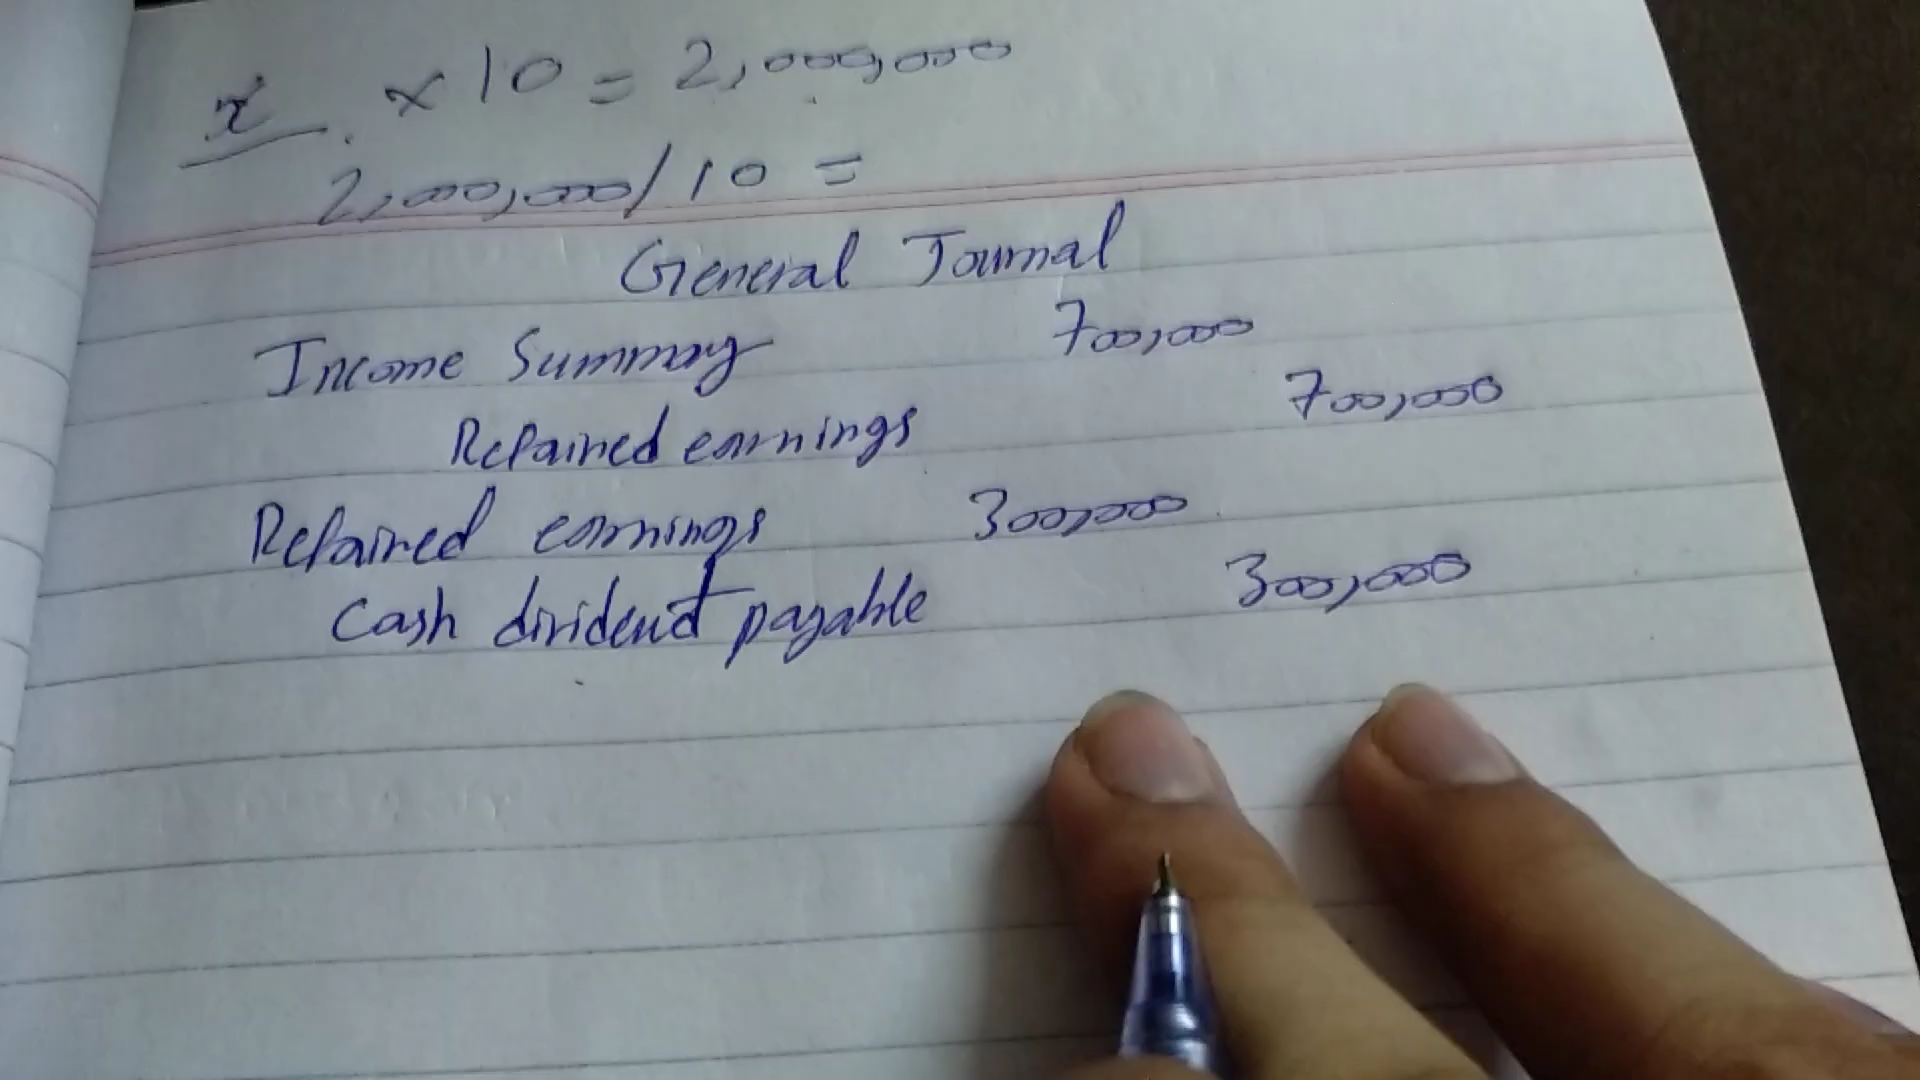 x × 10 = 2,000,000
2,000,000/10 =
General Journal
Income Summary 700,000
Retained earnings 700,000
Retained earnings 300,000
Cash dividend payable 300,000